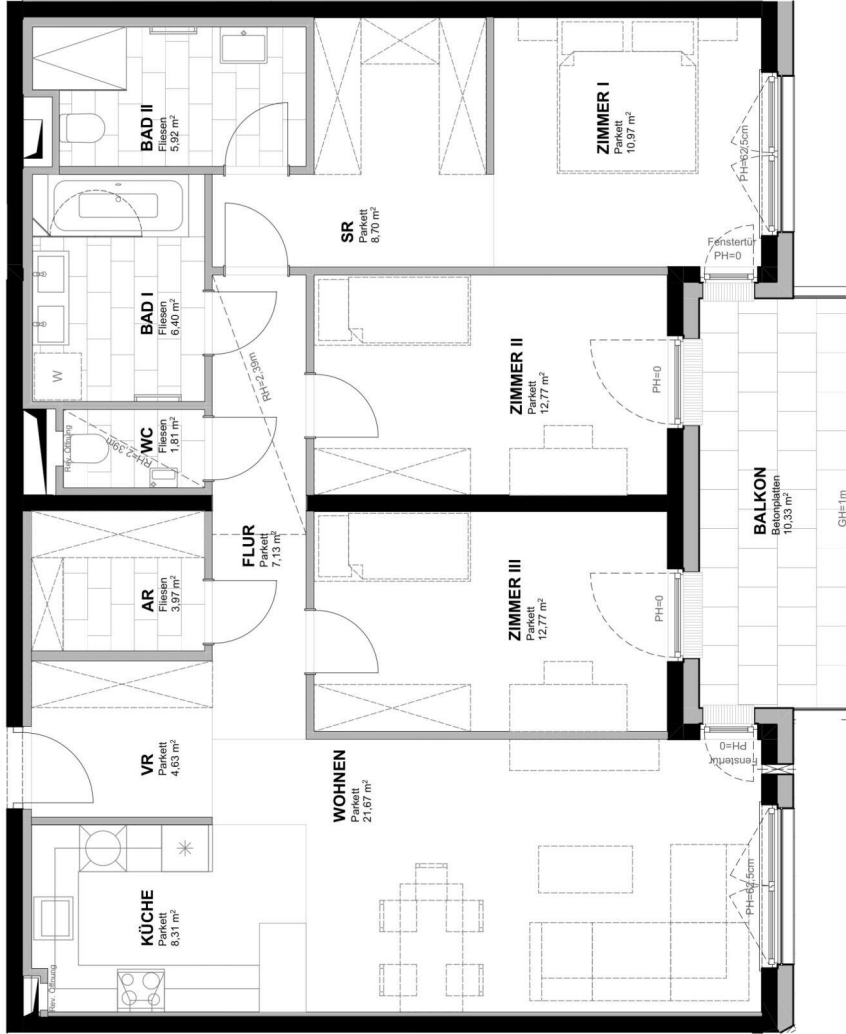 BAD II
Fliesen
5,92 m²
SR
Parkett
8,70 m²
ZIMMER I
Parkett
10,97 m²
PH=62,5cm
Fenstertür
PH=0
BAD I
Fliesen
6,40 m²
W
RH=2,39m
ZIMMER II
Parkett
12,77 m²
PH=0
Rev. Öffnung
WC
Fliesen
1,81 m²
RH=2,39m
BALKON
Betonplatten
10,33 m²
GH=1m
FLUR
Parkett
7,13 m²
AR
Fliesen
3,97 m²
ZIMMER III
Parkett
12,77 m²
PH=0
VR
Parkett
4,63 m²
WOHNEN
Parkett
21,67 m²
Fenstertür
PH=0
KÜCHE
Parkett
8,31 m²
Rev. Öffnung
PH=62,5cm